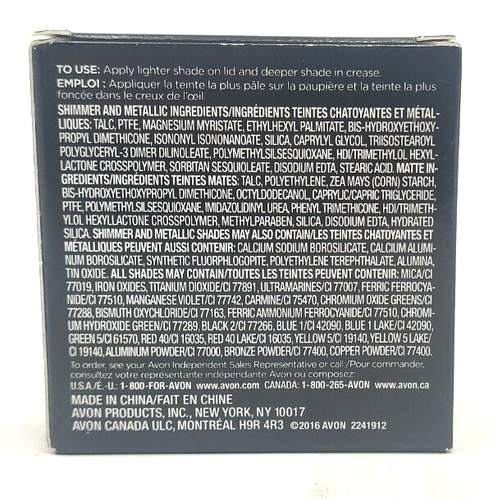 TO USE: Apply lighter shade on lid and deeper shade in crease.
EMPLOI : Appliquer la teinte la plus pâle sur la paupière et la teinte la plus
foncée dans le creux de l'œil.
SHIMMER AND METALLIC INGREDIENTS/INGRÉDIENTS TEINTES CHATOYANTES ET MÉTAL-
LIQUES: TALC, PTFE, MAGNESIUM MYRISTATE, ETHYLHEXYL PALMITATE, BIS-HYDROXYETHOXY-
PROPYL DIMETHICONE, ISONONYL ISONONANOATE, SILICA, CAPRYLYL GLYCOL, TRIISOSTEAROYL
POLYGLYCERYL-3 DIMER DILINOLEATE, POLYMETHYLSILSESQUIOXANE, HDI/TRIMETHYLOL HEXYL-
LACTONE CROSSPOLYMER, SORBITAN SESQUIOLEATE, DISODIUM EDTA, STEARIC ACID. MATTE IN-
GREDIENTS/INGRÉDIENTS TEINTES MATES: TALC, POLYETHYLENE, ZEA MAYS (CORN) STARCH,
BIS-HYDROXYETHOXYPROPYL DIMETHICONE, OCTYLDODECANOL, CAPRYLIC/CAPRIC TRIGLYCERIDE,
PTFE, POLYMETHYLSILSESQUIOXANE, IMIDAZOLIDINYL UREA, PHENYL TRIMETHICONE, HDI/TRIMETH-
YLOL HEXYLLACTONE CROSSPOLYMER, METHYLPARABEN, SILICA, DISODIUM EDTA, HYDRATED
SILICA. SHIMMER AND METALLIC SHADES MAY ALSO CONTAIN/LES TEINTES CHATOYANTES ET
MÉTALLIQUES PEUVENT AUSSI CONTENIR: CALCIUM SODIUM BOROSILICATE, CALCIUM ALUMI-
NUM BOROSILICATE, SYNTHETIC FLUORPHLOGOPITE, POLYETHYLENE TEREPHTHALATE, ALUMINA,
TIN OXIDE. ALL SHADES MAY CONTAIN/TOUTES LES TEINTES PEUVENT CONTENIR: MICA/CI
77019, IRON OXIDES, TITANIUM DIOXIDE/CI 77891, ULTRAMARINES/CI 77007, FERRIC FERROCYA-
NIDE/CI 77510, MANGANESE VIOLET/CI 77742, CARMINE/CI 75470, CHROMIUM OXIDE GREENS/CI
77288, BISMUTH OXYCHLORIDE/CI 77163, FERRIC AMMONIUM FERROCYANIDE/CI 77510, CHROMI-
UM HYDROXIDE GREEN/CI 77289, BLACK 2/CI 77266, BLUE 1/CI 42090, BLUE 1 LAKE/CI 42090,
GREEN 5/CI 61570, RED 40/CI 16035, RED 40 LAKE/CI 16035, YELLOW 5/CI 19140, YELLOW 5 LAKE/
CI 19140, ALUMINUM POWDER/CI 77000, BRONZE POWDER/CI 77400, COPPER POWDER/CI 77400.
To order, see your Avon Independent Sales Representative or call/Pour commander,
consultez votre représentante indépendante Avon ou composez:
U.S.A./É.-U.: 1-800-FOR-AVON www.avon.com CANADA: 1-800-265-AVON www.avon.ca
MADE IN CHINA/FAIT EN CHINE
AVON PRODUCTS, INC., NEW YORK, NY 10017
AVON CANADA ULC, MONTRÉAL H9R 4R3 ©2016 AVON 2241912